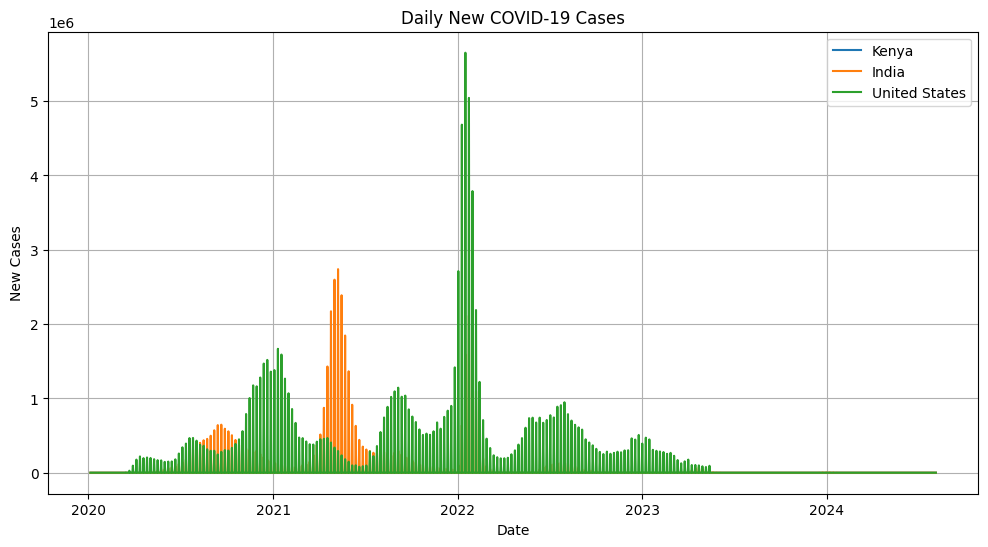 Daily New COVID-19 Cases
1e6
Kenya
India
United States
New Cases
5
4
3
2
1
0
2020 2021 2022 2023 2024
Date